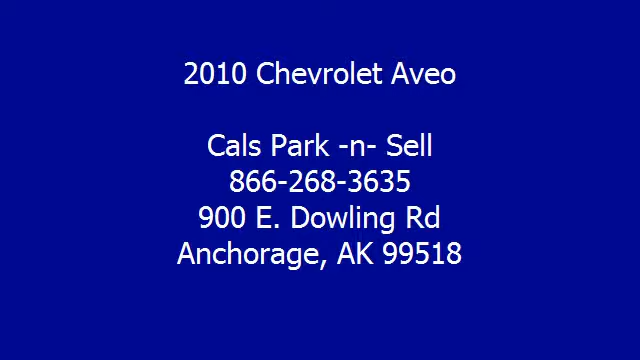 2010 Chevrolet Aveo
Cals Park -n- Sell
866-268-3635
900 E. Dowling Rd
Anchorage, AK 99518